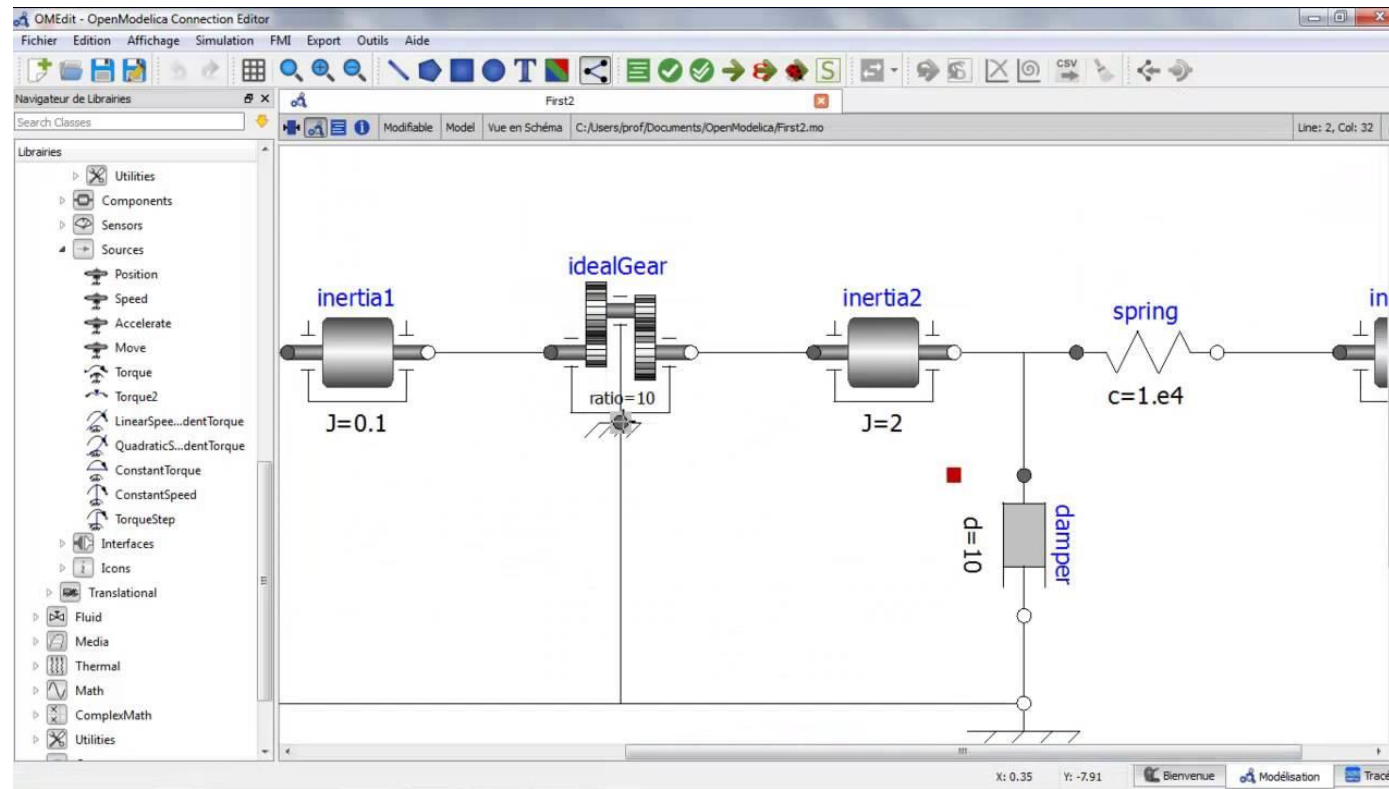 OMEdit - OpenModelica Connection Editor
Fichier Edition Affichage Simulation FMI Export Outils Aide
T S CSV
Navigateur de Librairies
First2
Search Classes
Modifiable Model Vue en Schéma C:/Users/prof/Documents/OpenModelica/First2.mo Line: 2, Col: 32
Librairies
Utilities
Components
Sensors
Sources
Position
Speed
Accelerate
Move
Torque
Torque2
LinearSpee...dentTorque
QuadraticS...dentTorque
ConstantTorque
ConstantSpeed
TorqueStep
Interfaces
Icons
Translational
Fluid
Media
Thermal
Math
ComplexMath
Utilities
idealGear
inertia1
inertia2
spring
in
ratio=10
c=1.e4
J=0.1
J=2
d=10
damper
X: 0.35 Y: -7.91 Bienvenue Modélisation Tracé